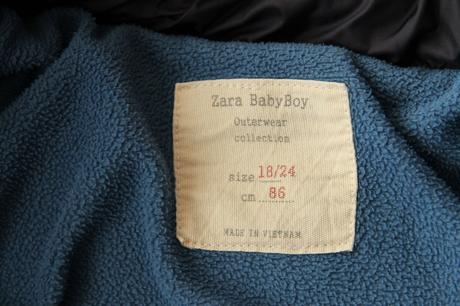 Zara BabyBoy
Outerwear
collection
size 18/24
cm 86
MADE IN VIETNAM